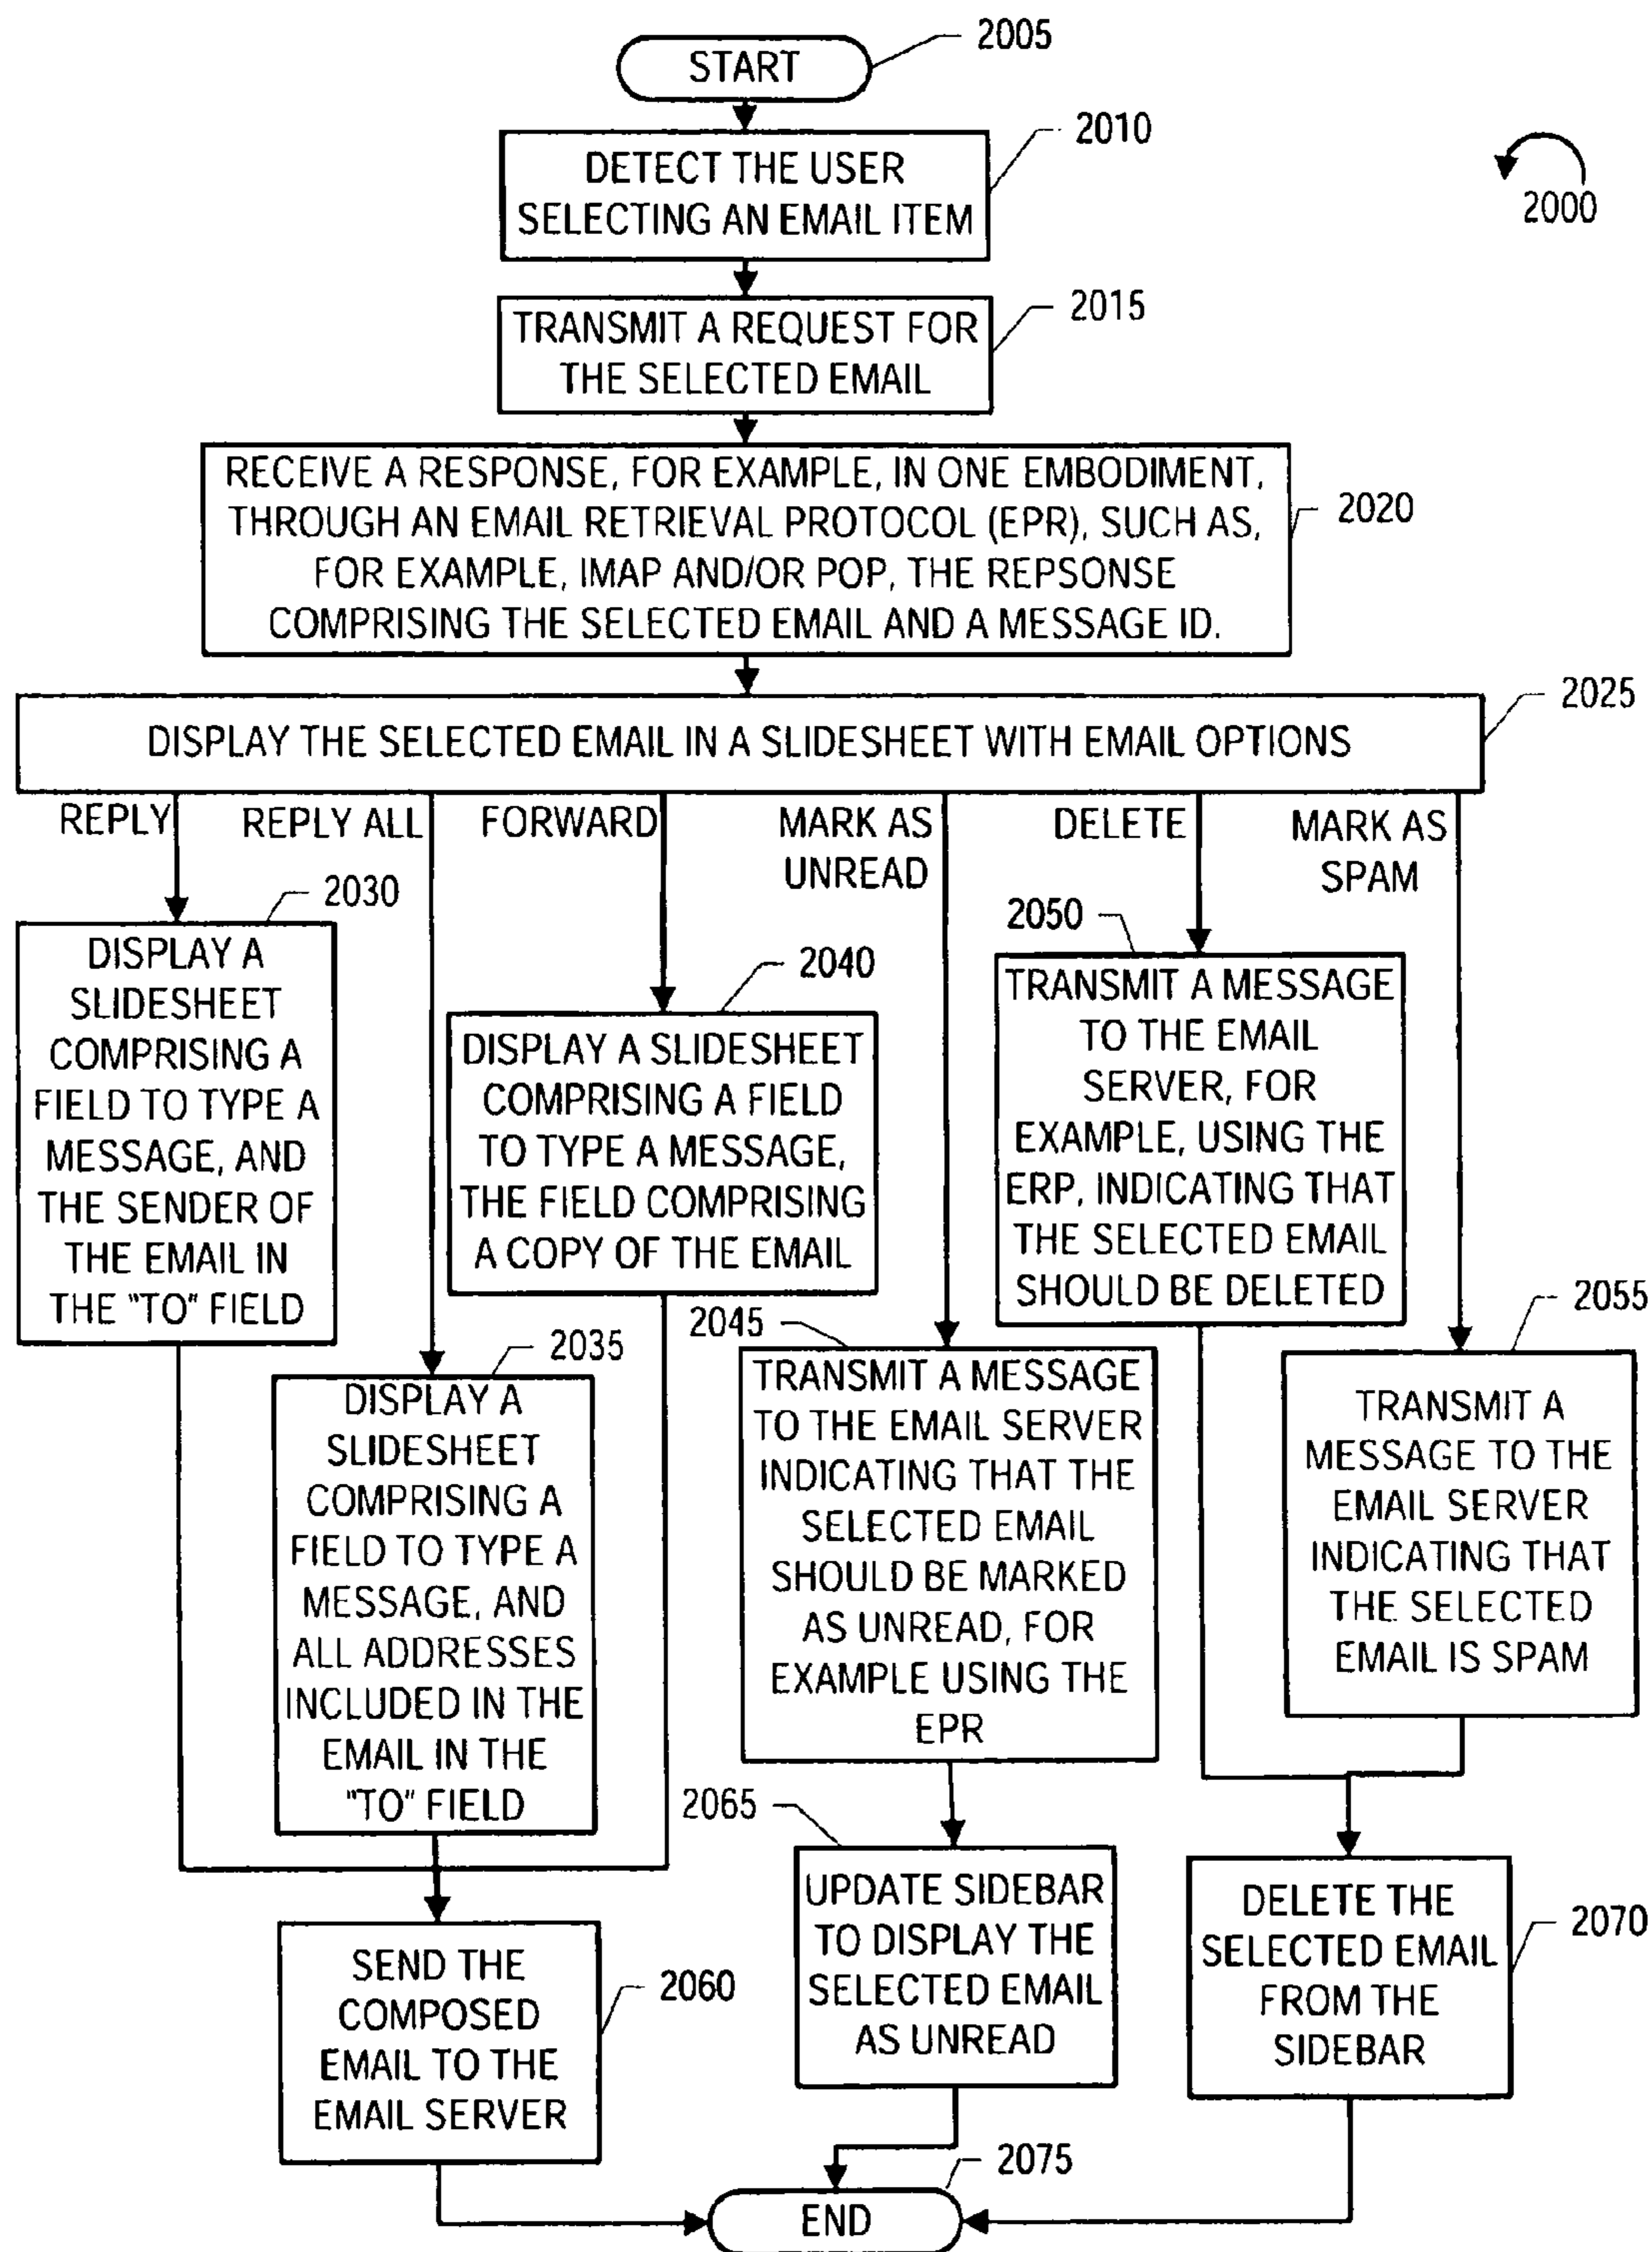 START
2005
DETECT THE USER
SELECTING AN EMAIL ITEM
2010
2000
TRANSMIT A REQUEST FOR
THE SELECTED EMAIL
2015
RECEIVE A RESPONSE, FOR EXAMPLE, IN ONE EMBODIMENT,
THROUGH AN EMAIL RETRIEVAL PROTOCOL (EPR), SUCH AS,
FOR EXAMPLE, IMAP AND/OR POP, THE REPSONSE
COMPRISING THE SELECTED EMAIL AND A MESSAGE ID.
2020
DISPLAY THE SELECTED EMAIL IN A SLIDESHEET WITH EMAIL OPTIONS
2025
REPLY
REPLY ALL
FORWARD
MARK AS
UNREAD
DELETE
MARK AS
SPAM
2030
DISPLAY A
SLIDESHEET
COMPRISING A
FIELD TO TYPE A
MESSAGE, AND
THE SENDER OF
THE EMAIL IN
THE "TO" FIELD
2035
DISPLAY A
SLIDESHEET
COMPRISING A
FIELD TO TYPE A
MESSAGE, AND
ALL ADDRESSES
INCLUDED IN THE
EMAIL IN THE
"TO" FIELD
2040
DISPLAY A SLIDESHEET
COMPRISING A FIELD
TO TYPE A MESSAGE,
THE FIELD COMPRISING
A COPY OF THE EMAIL
2045
TRANSMIT A MESSAGE
TO THE EMAIL SERVER
INDICATING THAT THE
SELECTED EMAIL
SHOULD BE MARKED
AS UNREAD, FOR
EXAMPLE USING THE
EPR
2050
TRANSMIT A MESSAGE
TO THE EMAIL
SERVER, FOR
EXAMPLE, USING THE
ERP, INDICATING THAT
THE SELECTED EMAIL
SHOULD BE DELETED
2055
TRANSMIT A
MESSAGE TO THE
EMAIL SERVER
INDICATING THAT
THE SELECTED
EMAIL IS SPAM
SEND THE
COMPOSED
EMAIL TO THE
EMAIL SERVER
2060
2065
UPDATE SIDEBAR
TO DISPLAY THE
SELECTED EMAIL
AS UNREAD
DELETE THE
SELECTED EMAIL
FROM THE
SIDEBAR
2070
2075
END